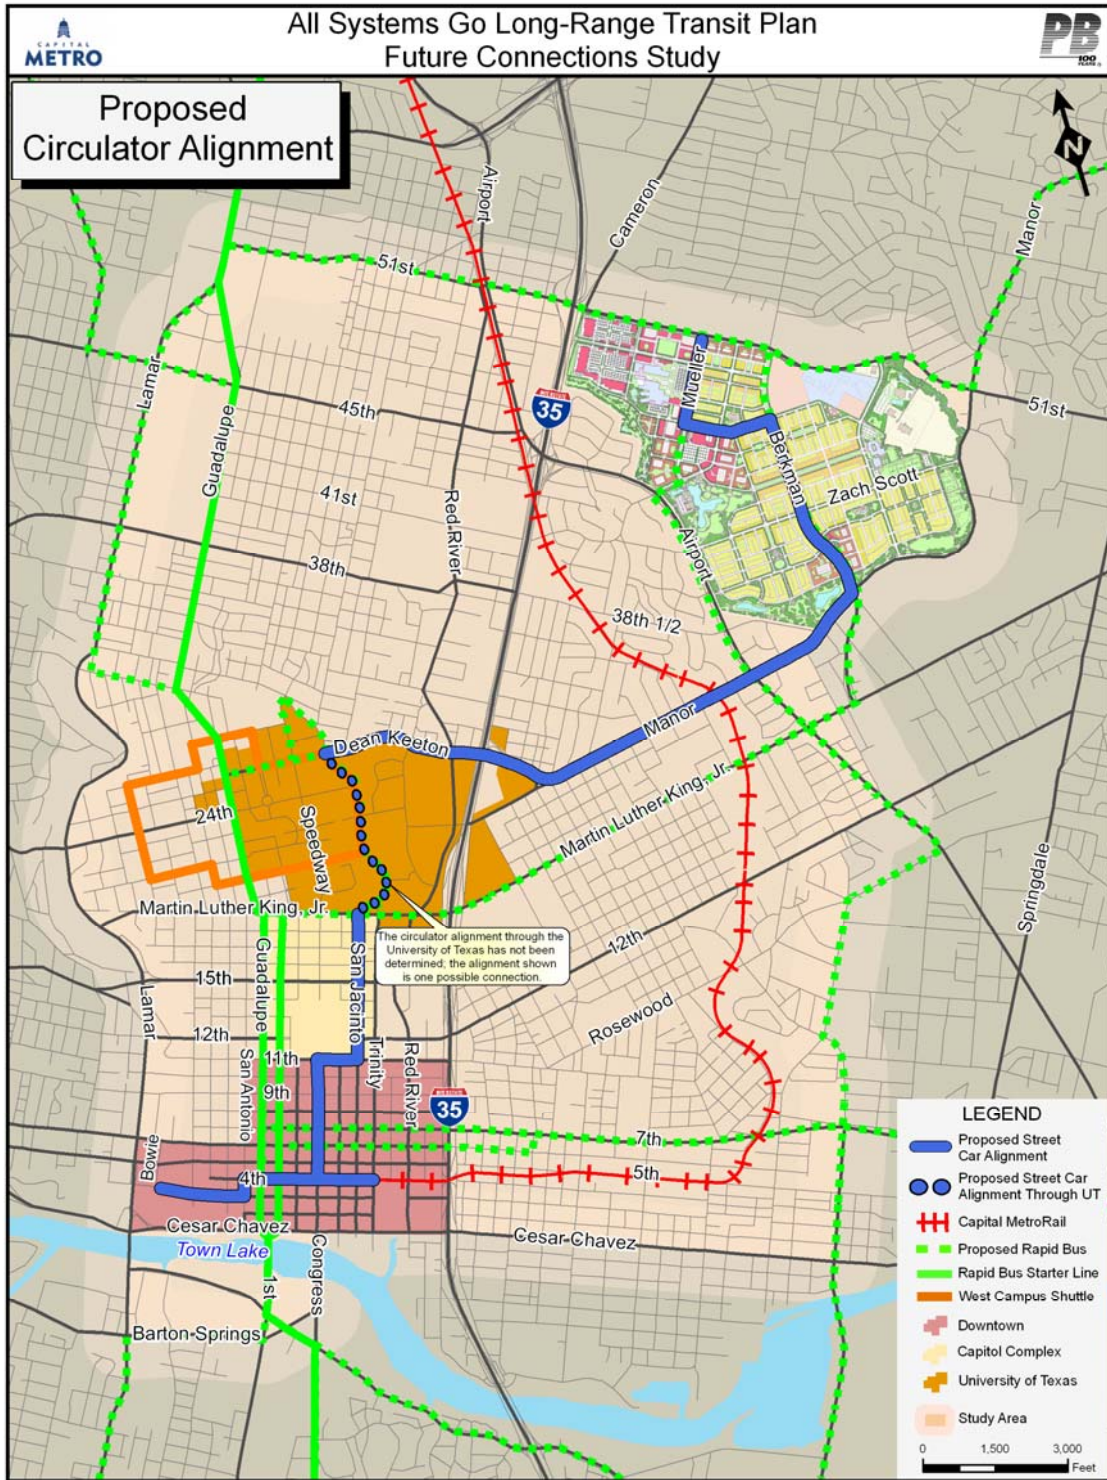 CAPITAL
METRO
All Systems Go Long-Range Transit Plan
Future Connections Study
PB
100
YEARS
Proposed
Circulator Alignment
N
Airport
Cameron
Manor
51st
Lamar
Guadalupe
45th
35
Mueller
51st
Berkman
Zach Scott
41st
Red River
Airport
38th
38th 1/2
Manor
Dean Keeton
24th
Speedway
Martin Luther King, Jr.
Martin Luther King, Jr.
Springdale
The circulator alignment through the
University of Texas has not been
determined; the alignment shown
is one possible connection.
Guadalupe
San Jacinto
12th
15th
Lamar
Rosewood
12th
11th
Trinity
Red River
San Antonio
9th
35
7th
Bowie
4th
5th
Cesar Chavez
Cesar Chavez
Town Lake
1st
Congress
Barton Springs
LEGEND
Proposed Street
Car Alignment
Proposed Street Car
Alignment Through UT
Capital MetroRail
Proposed Rapid Bus
Rapid Bus Starter Line
West Campus Shuttle
Downtown
Capitol Complex
University of Texas
Study Area
0 1,500 3,000
Feet